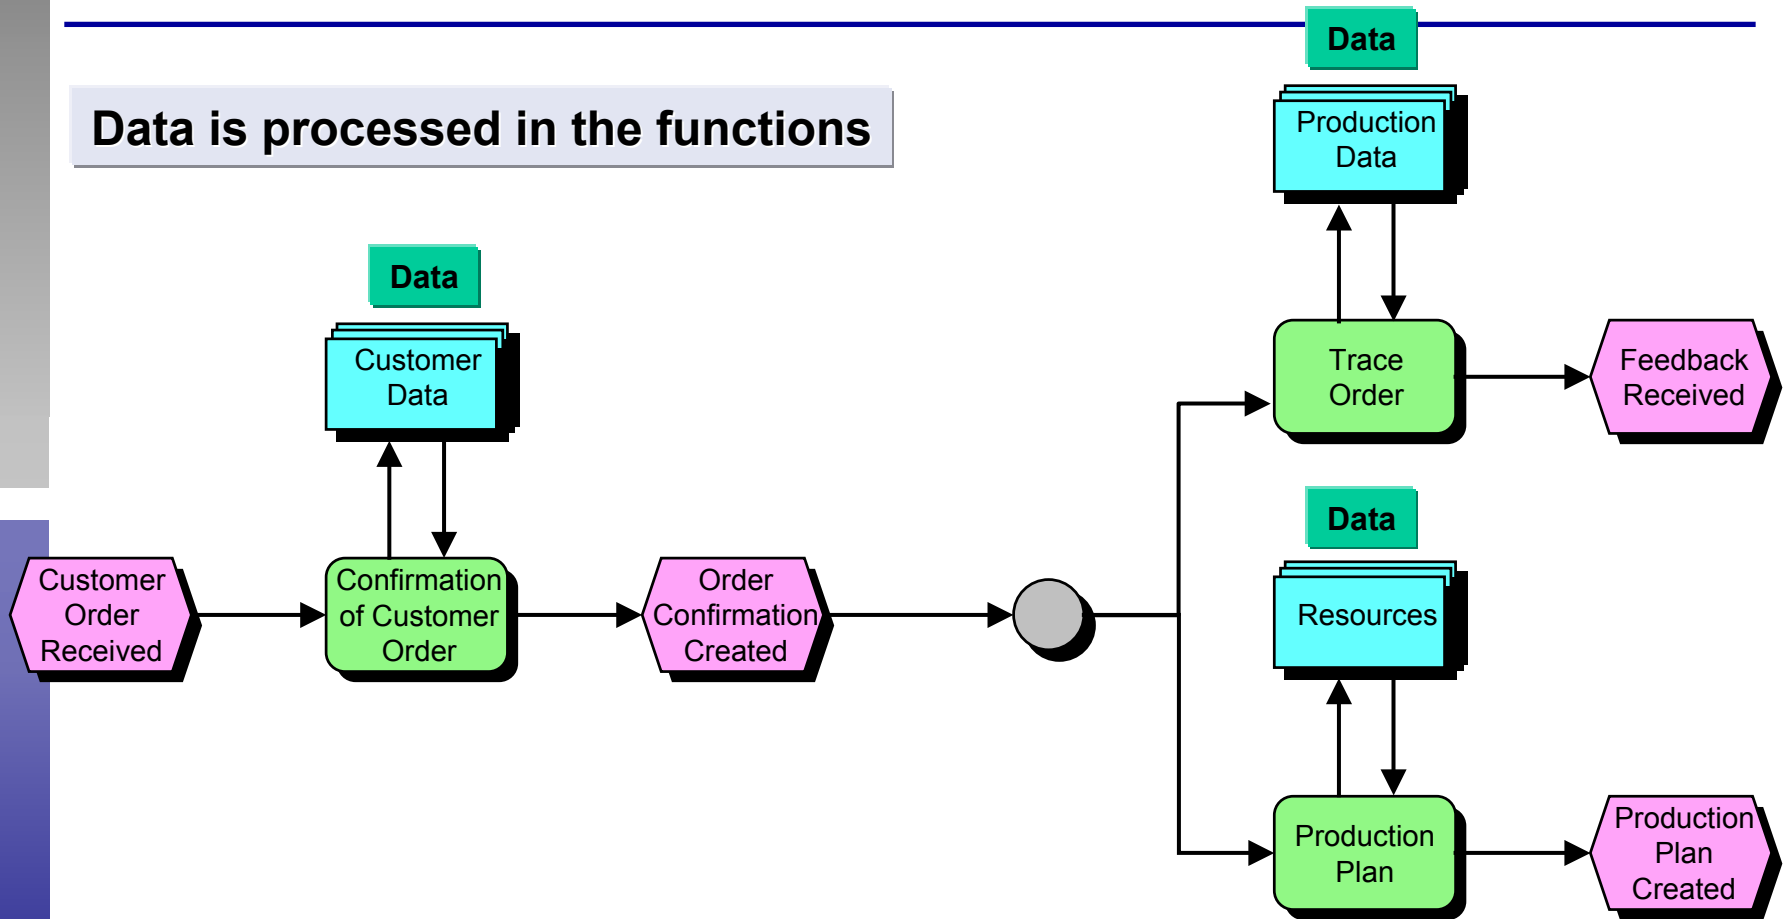 Data
Data is processed in the functions
Production
Data
Data
Customer
Data
Trace
Order
Feedback
Received
Data
Customer
Order
Received
Confirmation
of Customer
Order
Order
Confirmation
Created
Resources
Production
Plan
Production
Plan
Created